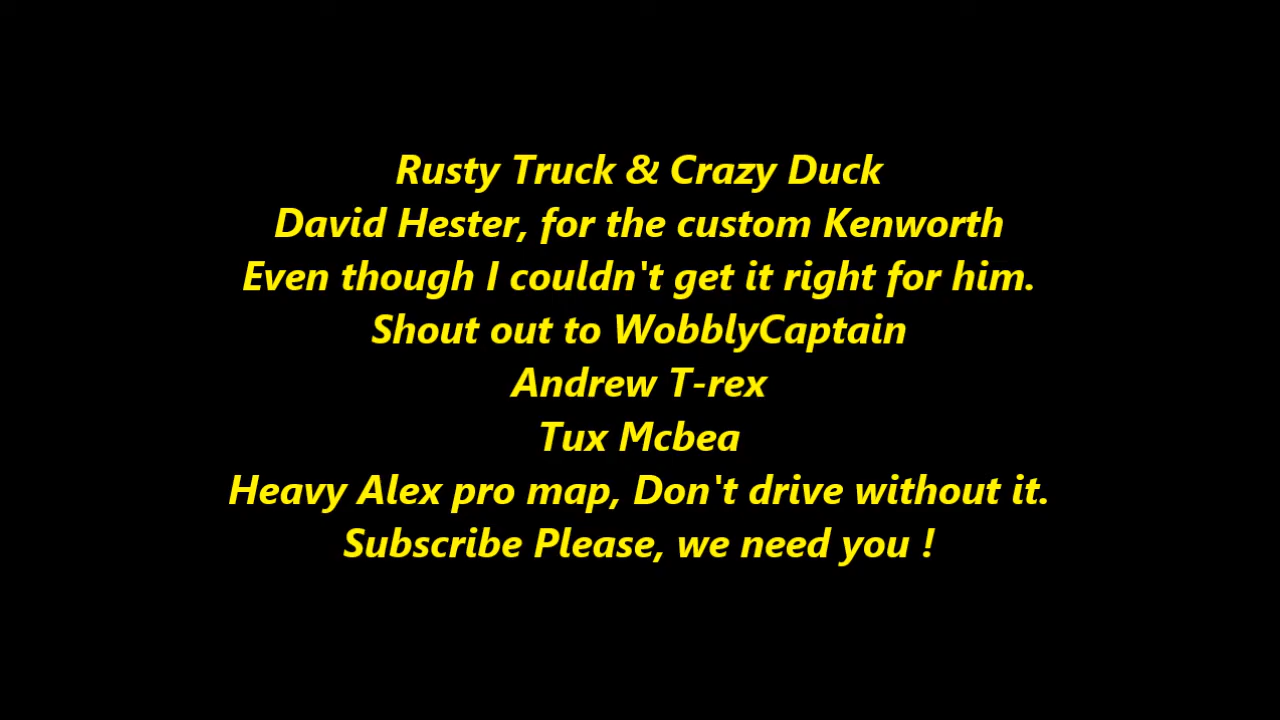 Rusty Truck & Crazy Duck
David Hester, for the custom Kenworth
Even though I couldn't get it right for him.
Shout out to WobblyCaptain
Andrew T-rex
Tux Mcbea
Heavy Alex pro map, Don't drive without it.
Subscribe Please, we need you !